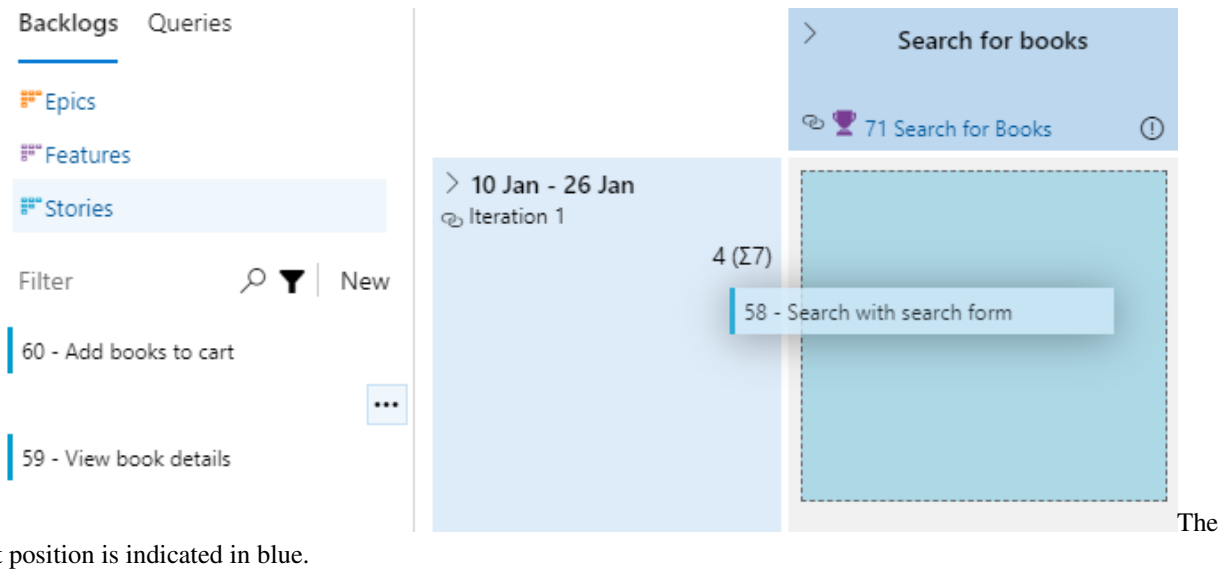 Backlogs Queries
Epics
Features
Stories
Filter New
60 - Add books to cart
59 - View book details
Search for books
71 Search for Books
10 Jan - 26 Jan
Iteration 1
4 (Σ7)
58 - Search with search form
The
position is indicated in blue.